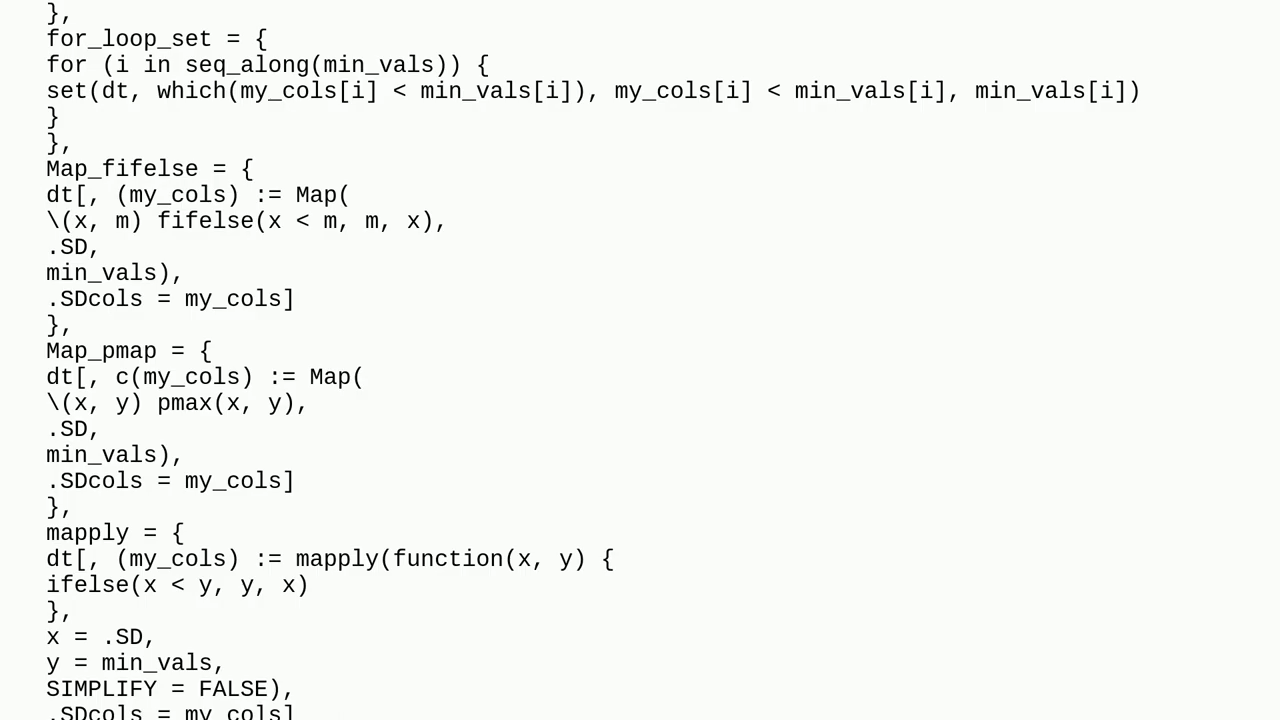 },
for_loop_set = {
for (i in seq_along(min_vals)) {
set(dt, which(my_cols[i] < min_vals[i]), my_cols[i] < min_vals[i], min_vals[i])
}
},
Map_fifelse = {
dt[, (my_cols) := Map(
\(x, m) fifelse(x < m, m, x),
.SD,
min_vals),
.SDcols = my_cols]
},
Map_pmap = {
dt[, c(my_cols) := Map(
\(x, y) pmax(x, y),
.SD,
min_vals),
.SDcols = my_cols]
},
mapply = {
dt[, (my_cols) := mapply(function(x, y) {
ifelse(x < y, y, x)
},
x = .SD,
y = min_vals,
SIMPLIFY = FALSE),
.SDcols = my_cols]